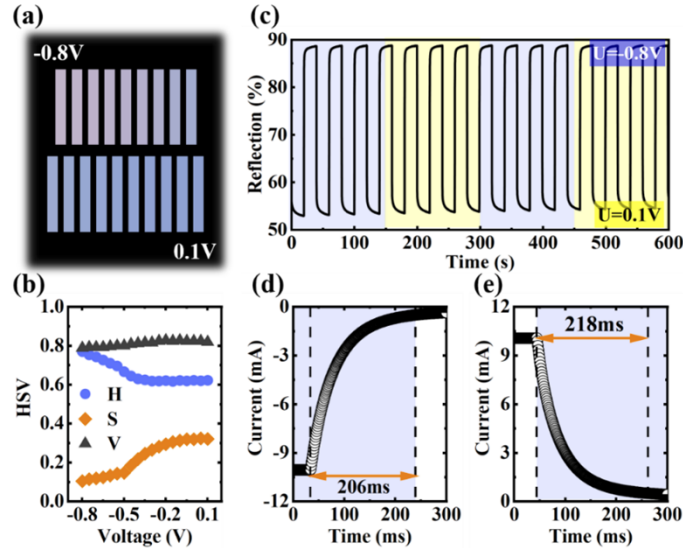 (a)
-0.8V
0.1V
(b)
HSV
1.0
0.8
0.6
0.4
0.2
0.0
H
S
V
-0.8 -0.5 -0.2 0.1
Voltage (V)
(c)
Reflection (%)
90
80
70
60
50
U=-0.8V
U=0.1V
0 100 200 300 400 500 600
Time (s)
(d)
Current (mA)
0
-3
-6
-9
-12
206ms
0 100 200 300
Time (ms)
(e)
Current (mA)
12
9
6
3
0
218ms
0 100 200 300
Time (ms)